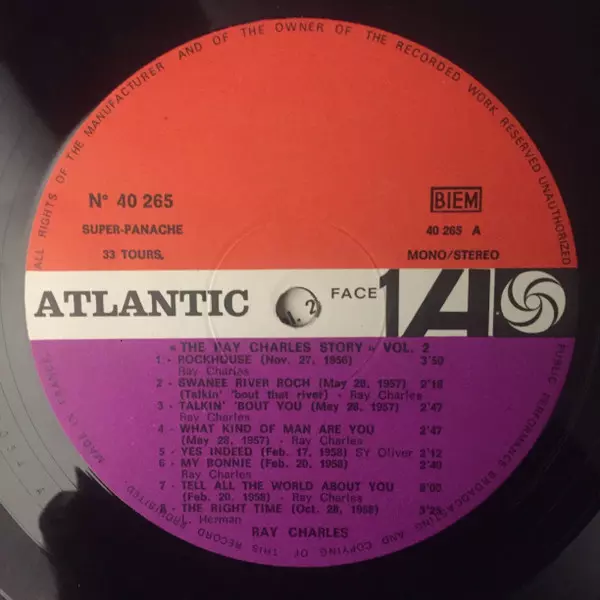 ALL RIGHTS OF THE MANUFACTURER AND OF THE OWNER OF THE RECORDED WORK RESERVED UNAUTHORIZED
PUBLIC PERFORMANCE BROADCASTING AND COPYING OF THIS RECORD PROHIBITED
MADE IN FRANCE
N° 40 265
BIEM
SUPER-PANACHE
40 265 A
33 TOURS,
MONO/STEREO
ATLANTIC
FACE 1
« THE RAY CHARLES STORY » VOL. 2
1 - ROCKHOUSE (Nov. 27, 1956) 3'50
Ray Charles
2 - SWANEE RIVER ROCH (May 28, 1957) 2'18
(Talkin' 'bout that river) - Ray Charles
3 - TALKIN' 'BOUT YOU (May 28, 1957) 2'47
Ray Charles
4 - WHAT KIND OF MAN ARE YOU 2'47
(May 28, 1957) - Ray Charles
5 - YES INDEED (Feb. 17, 1958) SY Oliver 2'12
6 - MY BONNIE (Feb. 20, 1958)
Ray Charles
7 - TELL ALL THE WORLD ABOUT YOU
(Feb. 20, 1958) - Ray Charles
8 - THE RIGHT TIME (Oct. 28, 1958) 3'25
L. Herman
RAY CHARLES